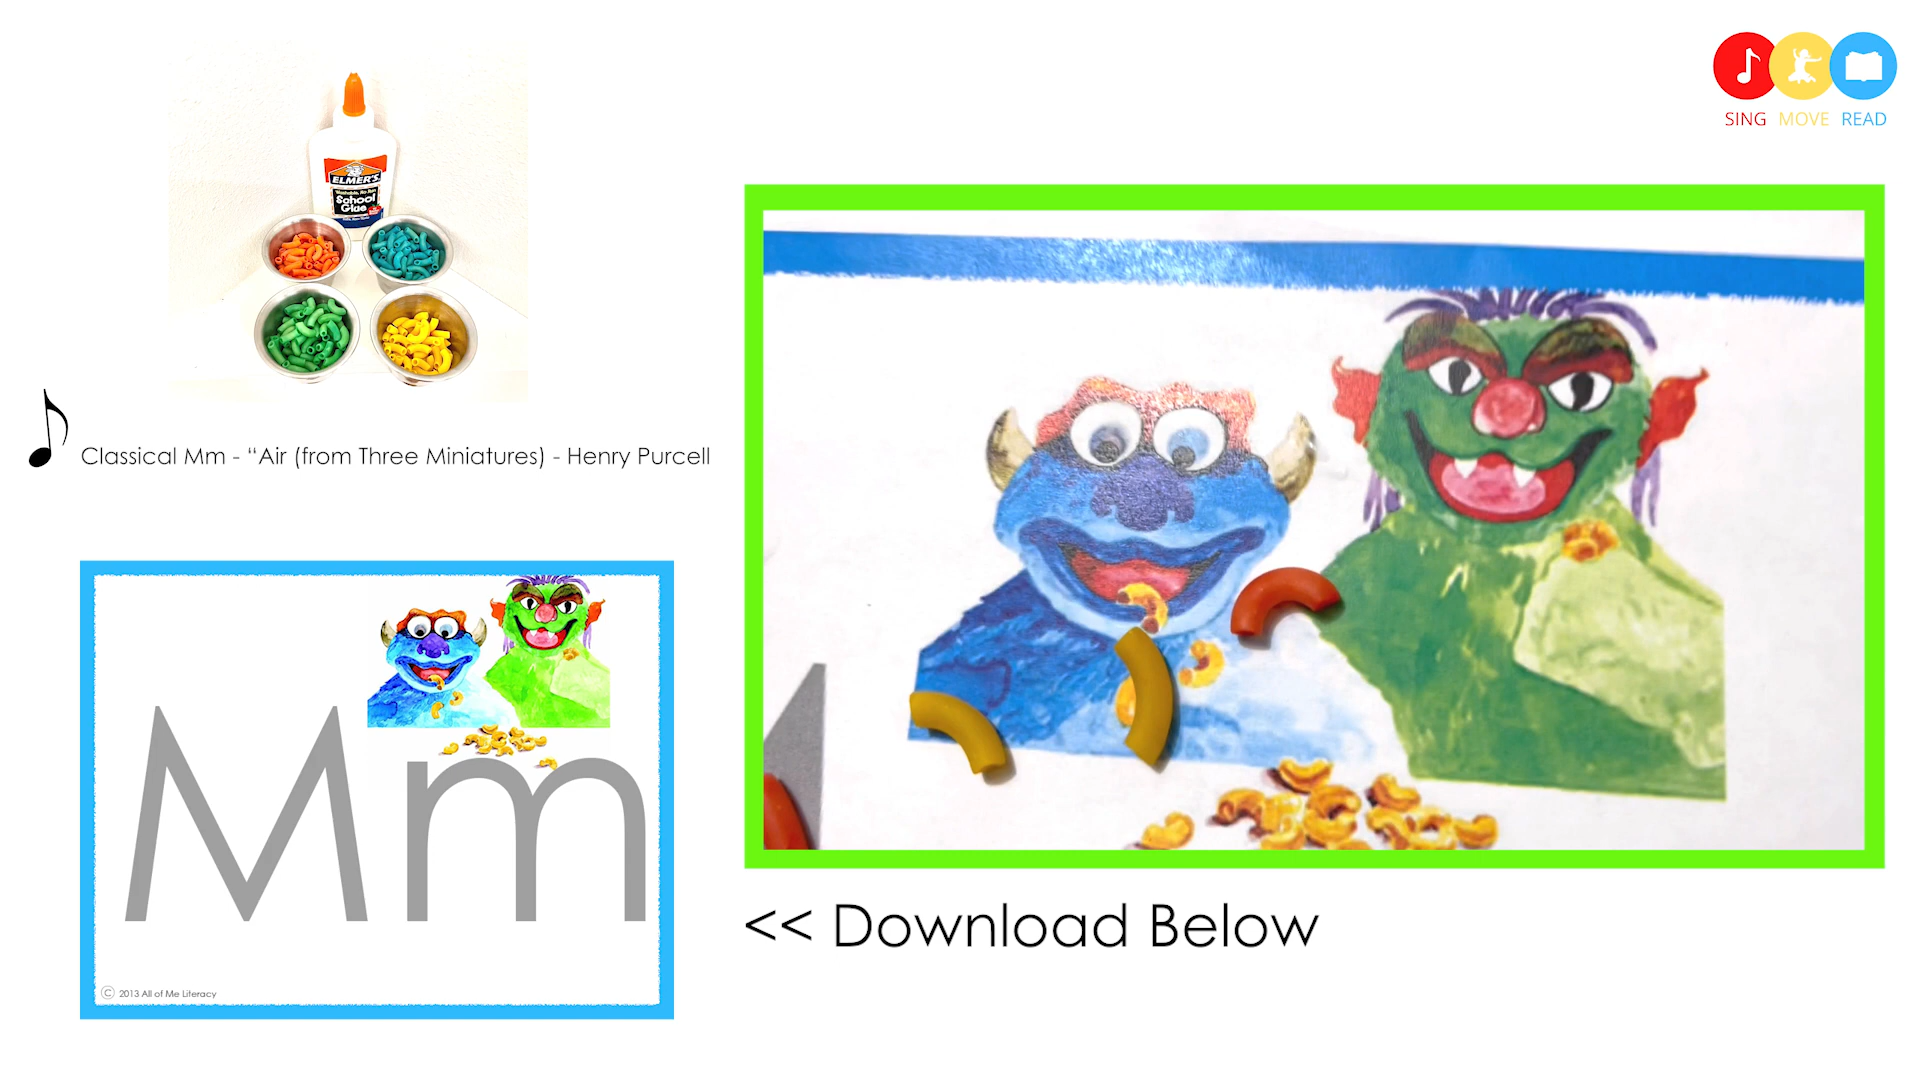 SING MOVE READ
ELMER'S
School
Glue
Classical Mm - “Air (from Three Miniatures) - Henry Purcell
Mm
© 2013 All of Me Literacy
<< Download Below